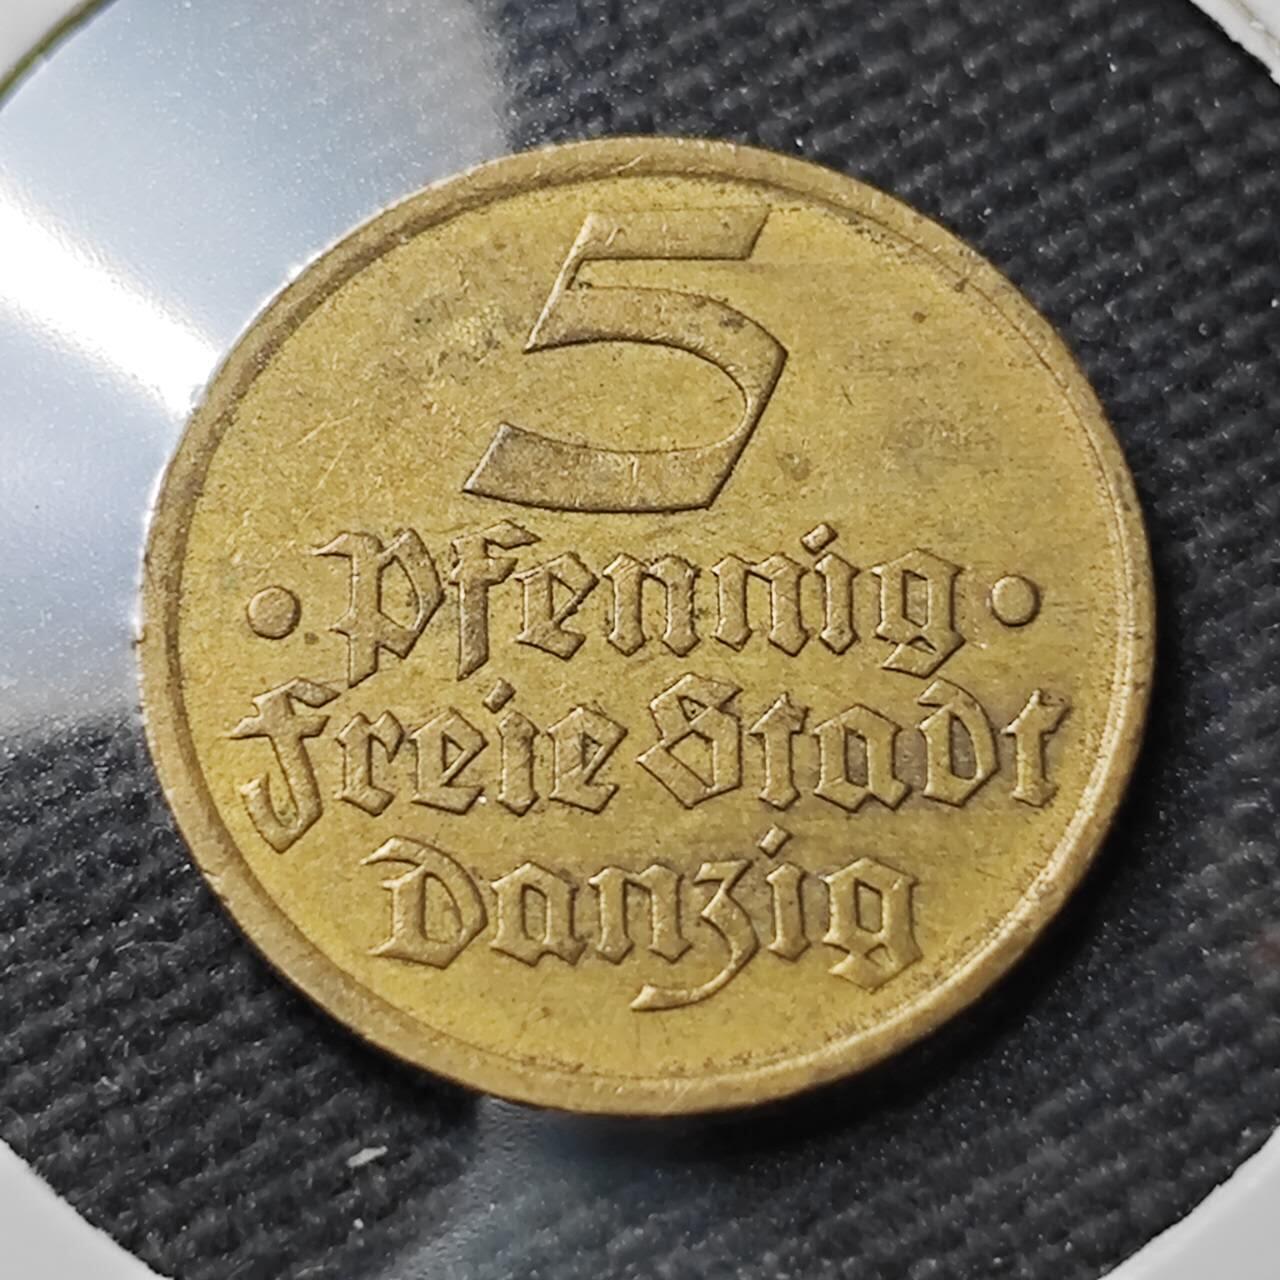 5
• Pfennig •
Freie Stadt
Danzig